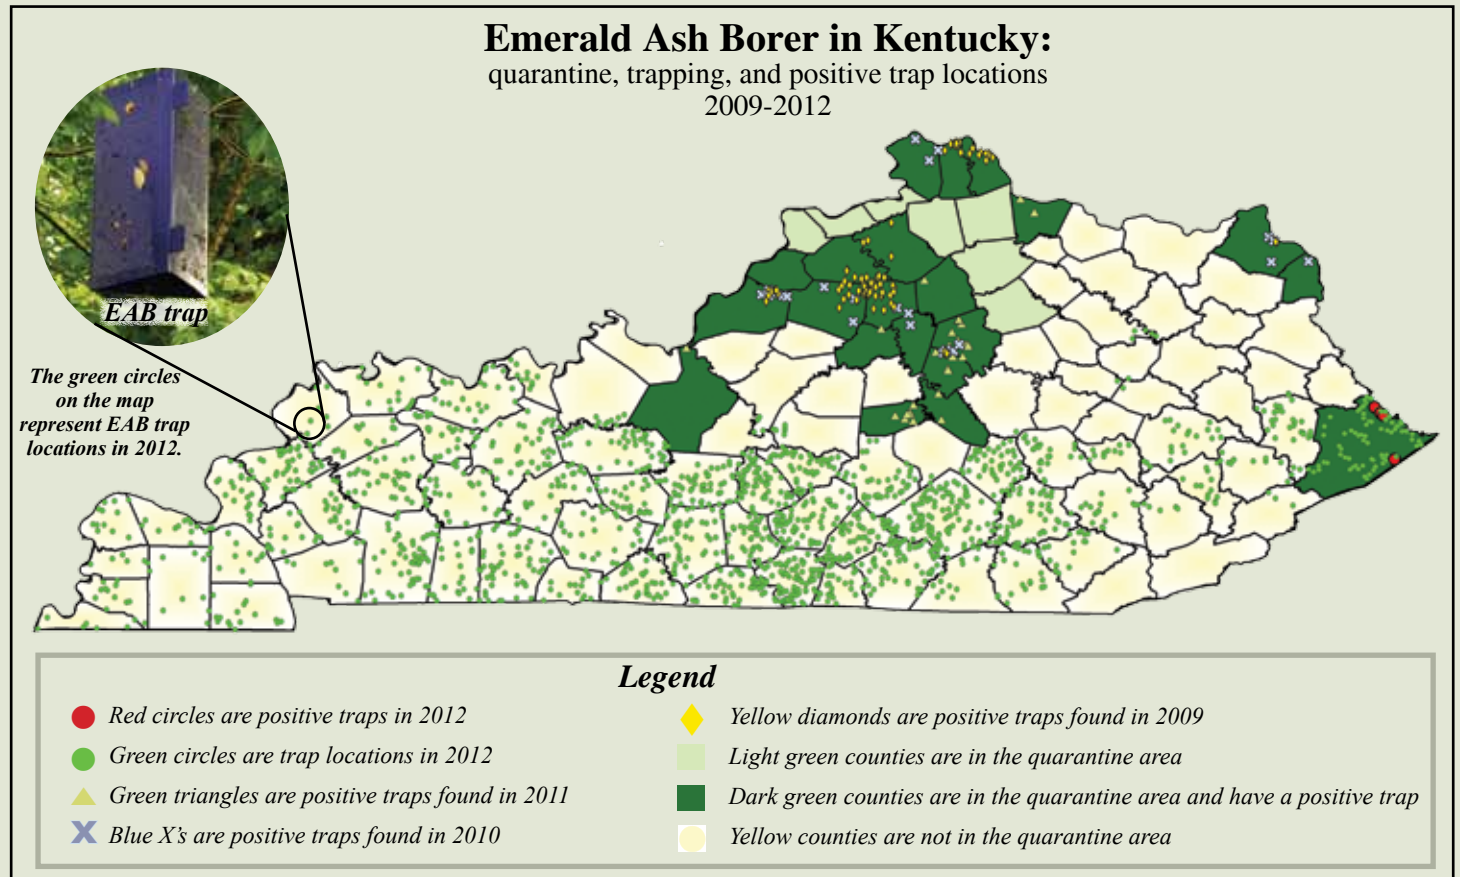 Emerald Ash Borer in Kentucky:
quarantine, trapping, and positive trap locations
2009-2012
EAB trap
The green circles
on the map
represent EAB trap
locations in 2012.
Legend
Red circles are positive traps in 2012
Green circles are trap locations in 2012
Green triangles are positive traps found in 2011
Blue X's are positive traps found in 2010
Yellow diamonds are positive traps found in 2009
Light green counties are in the quarantine area
Dark green counties are in the quarantine area and have a positive trap
Yellow counties are not in the quarantine area